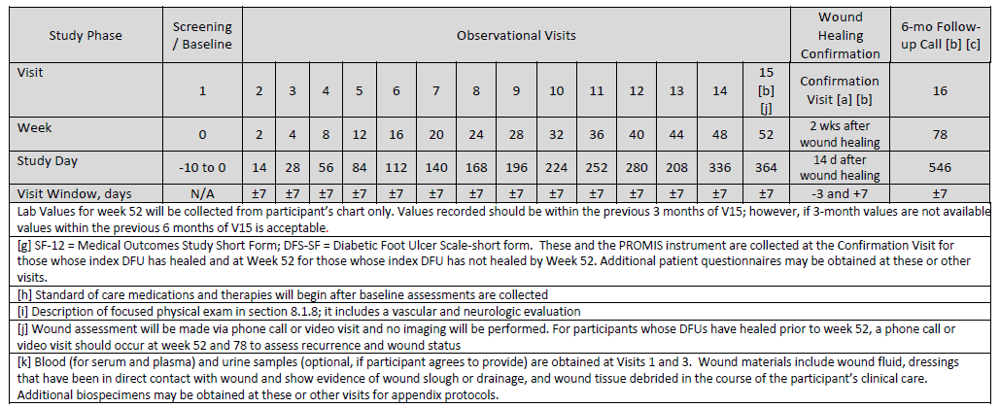 Study Phase Screening / Baseline Observational Visits Wound Healing Confirmation 6-mo Follow-up Call [b] [c]
Visit 1 2 3 4 5 6 7 8 9 10 11 12 13 14 15 [b] [j] Confirmation Visit [a] [b] 16
Week 0 2 4 8 12 16 20 24 28 32 36 40 44 48 52 2 wks after wound healing 78
Study Day -10 to 0 14 28 56 84 112 140 168 196 224 252 280 208 336 364 14 d after wound healing 546
Visit Window, days N/A ±7 ±7 ±7 ±7 ±7 ±7 ±7 ±7 ±7 ±7 ±7 ±7 ±7 ±7 -3 and +7 ±7
Lab Values for week 52 will be collected from participant's chart only. Values recorded should be within the previous 3 months of V15; however, if 3-month values are not available
values within the previous 6 months of V15 is acceptable.
[g] SF-12 = Medical Outcomes Study Short Form; DFS-SF = Diabetic Foot Ulcer Scale-short form. These and the PROMIS instrument are collected at the Confirmation Visit for
those whose index DFU has healed and at Week 52 for those whose index DFU has not healed by Week 52. Additional patient questionnaires may be obtained at these or other
visits.
[h] Standard of care medications and therapies will begin after baseline assessments are collected
[i] Description of focused physical exam in section 8.1.8; it includes a vascular and neurologic evaluation
[j] Wound assessment will be made via phone call or video visit and no imaging will be performed. For participants whose DFUs have healed prior to week 52, a phone call or
video visit should occur at week 52 and 78 to assess recurrence and wound status
[k] Blood (for serum and plasma) and urine samples (optional, if participant agrees to provide) are obtained at Visits 1 and 3. Wound materials include wound fluid, dressings
that have been in direct contact with wound and show evidence of wound slough or drainage, and wound tissue debrided in the course of the participant's clinical care.
Additional biospecimens may be obtained at these or other visits for appendix protocols.